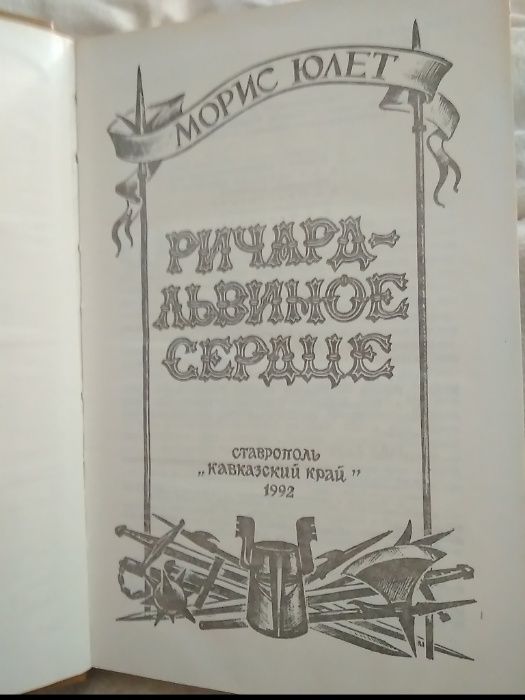 МОРИС ЮЛЕТ
РИЧАРД-
ЛЬВИНОЕ
СЕРДЦЕ
СТАВРОПОЛЬ
„КАВКАЗСКИЙ КРАЙ"
1992